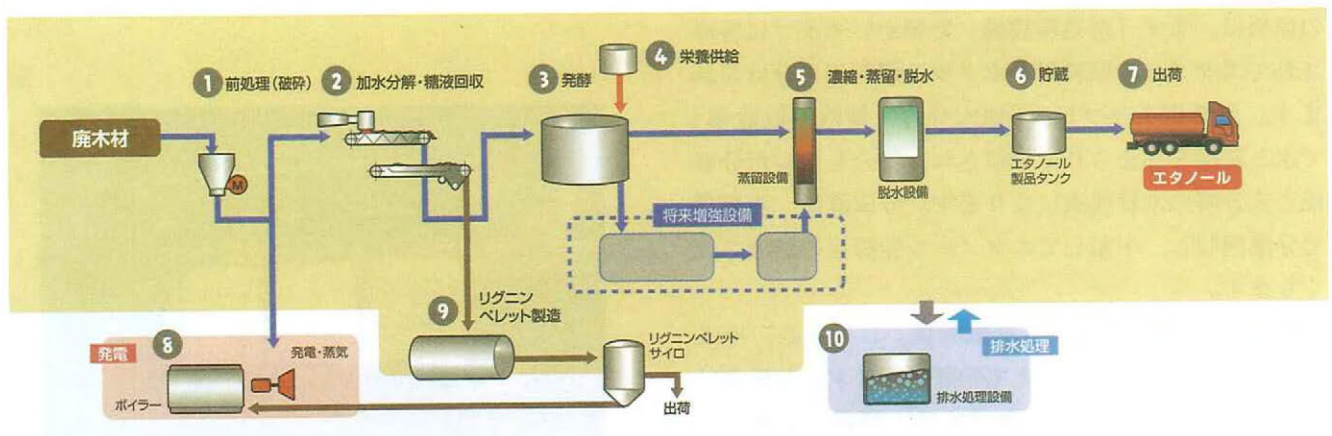 廃木材
1 前処理(破砕)
M
2 加水分解・糖液回収
3 発酵
4 栄養供給
5 濃縮・蒸留・脱水
蒸留設備
脱水設備
6 貯蔵
エタノール
製品タンク
7 出荷
エタノール
将来増強設備
9 リグニン
ペレット製造
リグニンペレット
サイロ
出荷
発電
8
発電・蒸気
ボイラー
10
排水処理
排水処理設備